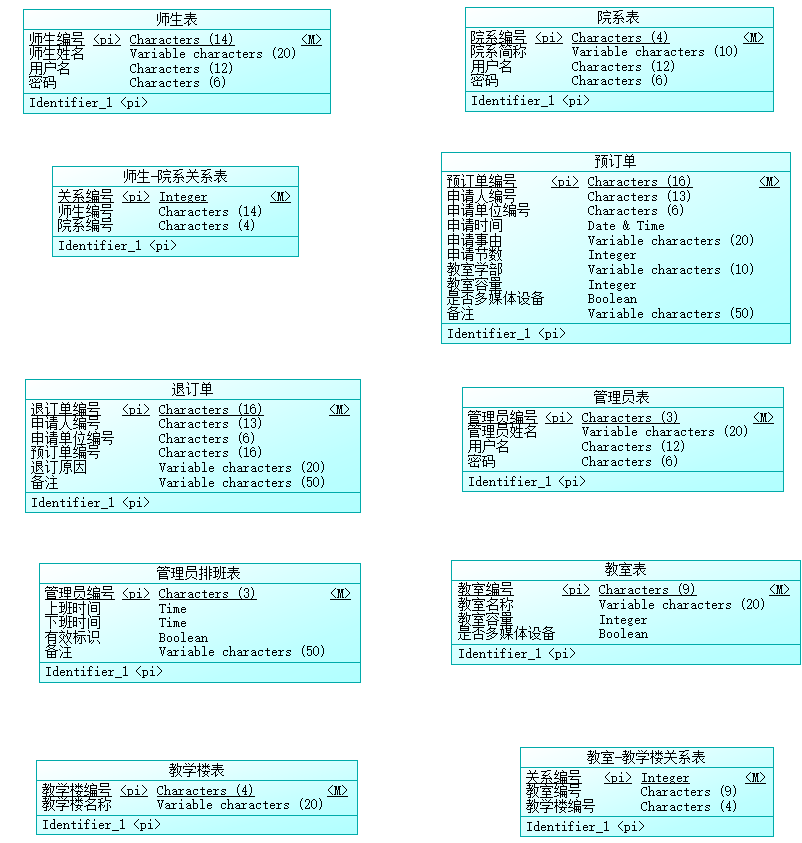 师生表
师生编号 <pi> Characters (14) <M>
师生姓名 Variable characters (20)
用户名 Characters (12)
密码 Characters (6)
Identifier_1 <pi>
院系表
院系编号 <pi> Characters (4) <M>
院系简称 Variable characters (10)
用户名 Characters (12)
密码 Characters (6)
Identifier_1 <pi>
师生-院系关系表
关系编号 <pi> Integer <M>
师生编号 Characters (14)
院系编号 Characters (4)
Identifier_1 <pi>
预订单
预订单编号 <pi> Characters (16) <M>
申请人编号 Characters (13)
申请单位编号 Characters (6)
申请时间 Date & Time
申请事由 Variable characters (20)
申请节数 Integer
教室学部 Variable characters (10)
教室容量 Integer
是否多媒体设备 Boolean
备注 Variable characters (50)
Identifier_1 <pi>
退订单
退订单编号 <pi> Characters (16) <M>
申请人编号 Characters (13)
申请单位编号 Characters (6)
预订单编号 Characters (16)
退订原因 Variable characters (20)
备注 Variable characters (50)
Identifier_1 <pi>
管理员表
管理员编号 <pi> Characters (3) <M>
管理员姓名 Variable characters (20)
用户名 Characters (12)
密码 Characters (6)
Identifier_1 <pi>
管理员排班表
管理员编号 <pi> Characters (3) <M>
上班时间 Time
下班时间 Time
有效标识 Boolean
备注 Variable characters (50)
Identifier_1 <pi>
教室表
教室编号 <pi> Characters (9) <M>
教室名称 Variable characters (20)
教室容量 Integer
是否多媒体设备 Boolean
Identifier_1 <pi>
教学楼表
教学楼编号 <pi> Characters (4) <M>
教学楼名称 Variable characters (20)
Identifier_1 <pi>
教室-教学楼关系表
关系编号 <pi> Integer <M>
教室编号 Characters (9)
教学楼编号 Characters (4)
Identifier_1 <pi>